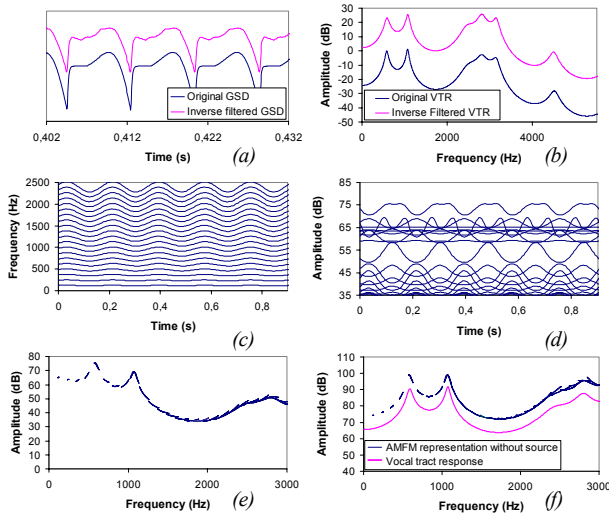 Original GSD
Inverse filtered GSD
0,402 0,412 0,422 0,432
Time (s)
(a)
Amplitude (dB)
30
20
10
0
-10
-20
-30
-40
-50
Original VTR
Inverse Filtered VTR
0 2000 4000
Frequency (Hz)
(b)
Frequency (Hz)
2500
2000
1500
1000
500
0
0 0,2 0,4 0,6 0,8
Time (s)
(c)
Amplitude (dB)
85
75
65
55
45
35
0 0,2 0,4 0,6 0,8
Time (s)
(d)
Amplitude (dB)
80
70
60
50
40
30
20
10
0
0 1000 2000 3000
Frequency (Hz)
(e)
Amplitude (dB)
110
100
90
80
70
60
50
40
AMFM representation without source
Vocal tract response
0 1000 2000 3000
Frequency (Hz)
(f)